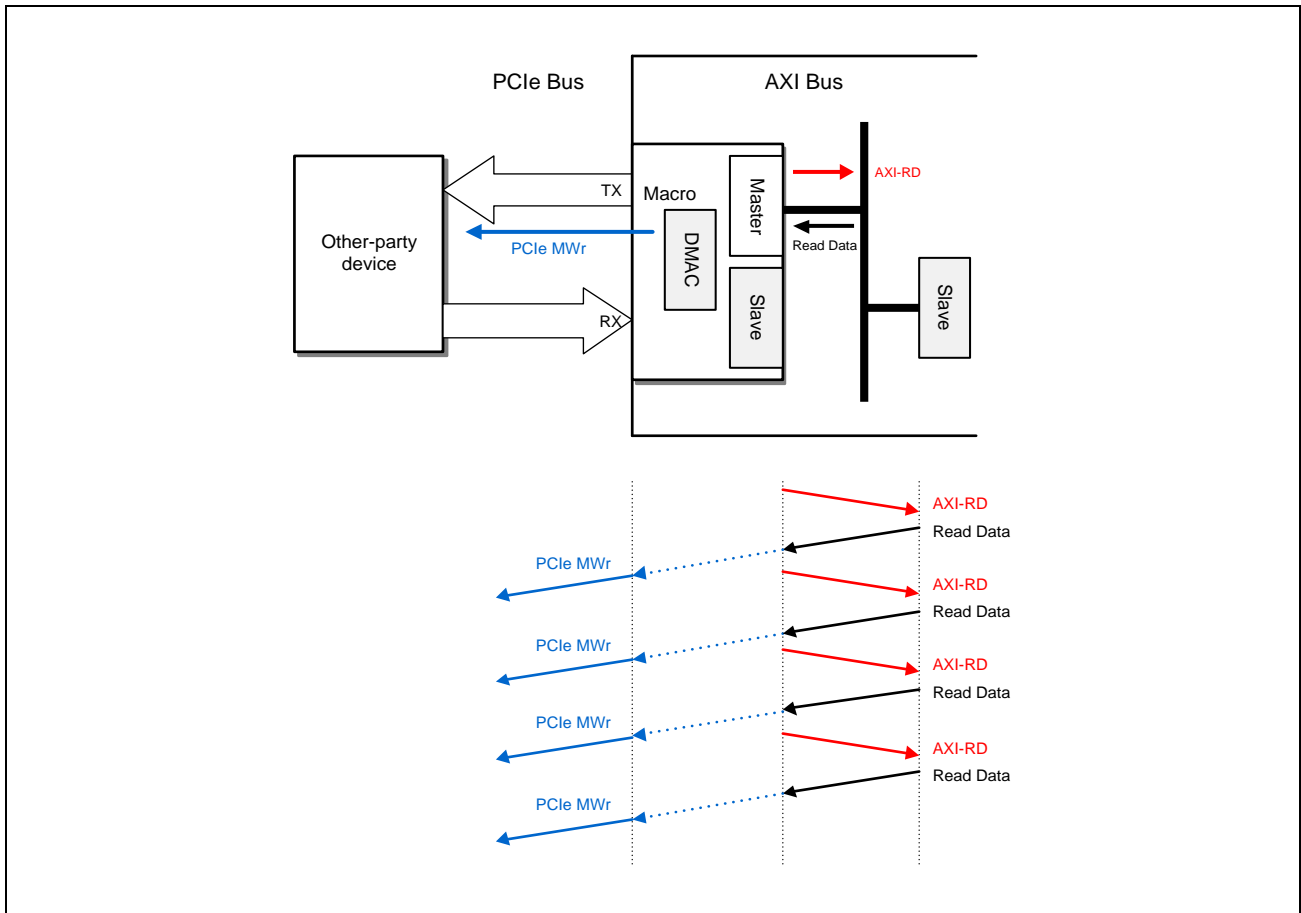 PCIe Bus
AXI Bus
TX
Macro
Master
AXI-RD
PCIe MWr
Read Data
Other-party
device
DMAC
Slave
Slave
RX
AXI-RD
Read Data
PCIe MWr
AXI-RD
Read Data
PCIe MWr
AXI-RD
Read Data
PCIe MWr
AXI-RD
Read Data
PCIe MWr